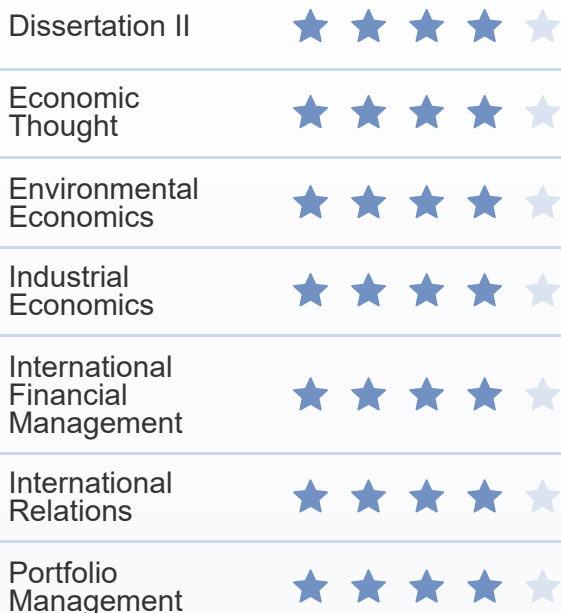 Dissertation II
Economic
Thought
Environmental
Economics
Industrial
Economics
International
Financial
Management
International
Relations
Portfolio
Management